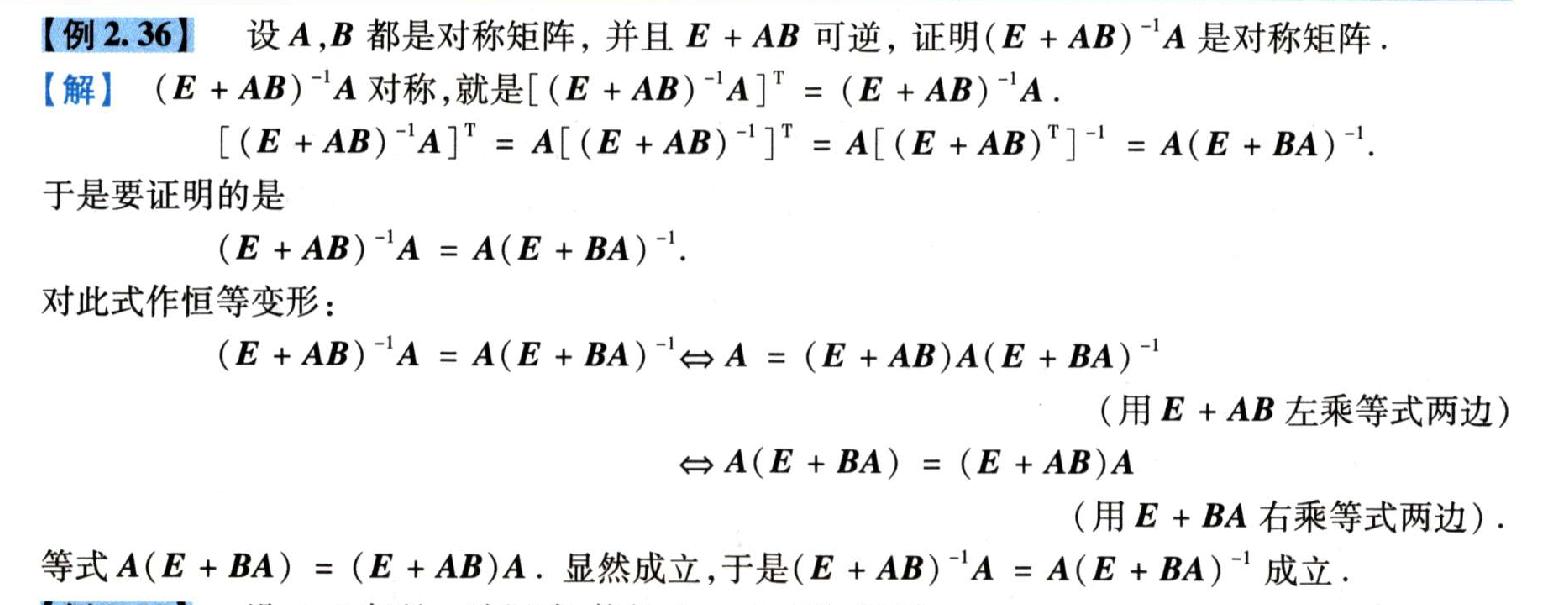 【例 2.36】 设 A,B 都是对称矩阵, 并且 E + AB 可逆, 证明(E + AB)⁻¹A 是对称矩阵.
【解】 (E + AB)⁻¹A 对称,就是[(E + AB)⁻¹A]ᵀ = (E + AB)⁻¹A.
[(E + AB)⁻¹A]ᵀ = A[(E + AB)⁻¹]ᵀ = A[(E + AB)ᵀ]⁻¹ = A(E + BA)⁻¹.
于是要证明的是
(E + AB)⁻¹A = A(E + BA)⁻¹.
对此式作恒等变形:
(E + AB)⁻¹A = A(E + BA)⁻¹⇔ A = (E + AB)A(E + BA)⁻¹
(用 E + AB 左乘等式两边)
⇔ A(E + BA) = (E + AB)A
(用 E + BA 右乘等式两边).
等式 A(E + BA) = (E + AB)A. 显然成立,于是(E + AB)⁻¹A = A(E + BA)⁻¹ 成立.